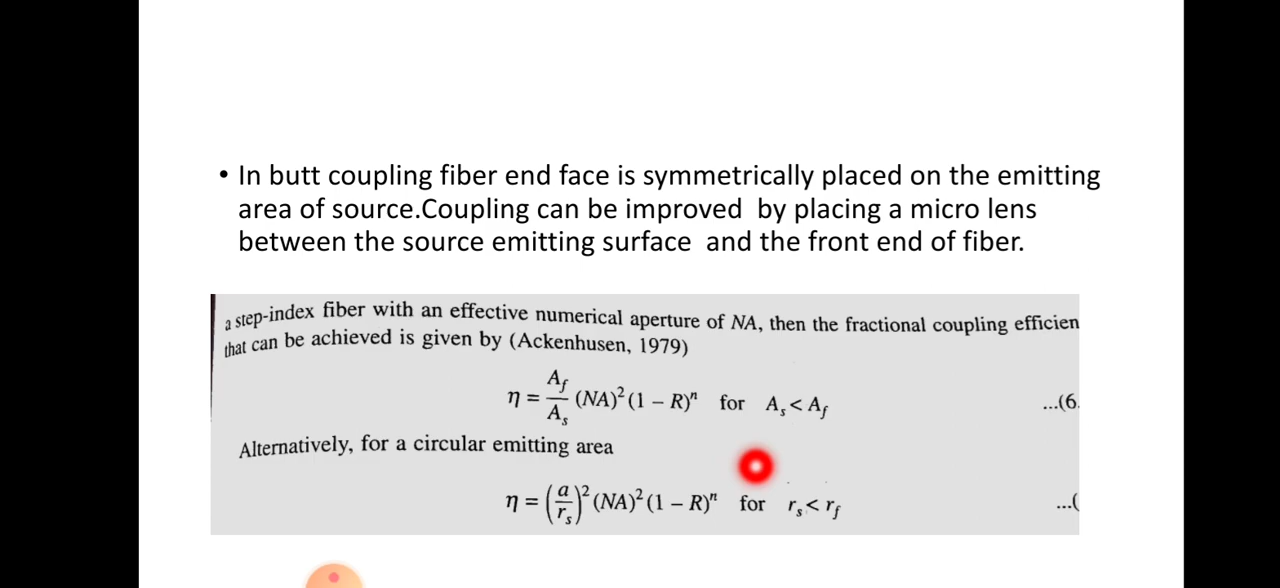 • In butt coupling fiber end face is symmetrically placed on the emitting
area of source.Coupling can be improved  by placing a micro lens
between the source emitting surface  and the front end of fiber.
a step-index fiber with an effective numerical aperture of NA, then the fractional coupling efficien
that can be achieved is given by (Ackenhusen, 1979)
η = A_f/A_s (NA)² (1 – R)ⁿ for A_s < A_f ...(6.
Alternatively, for a circular emitting area
η = (a/r_s)² (NA)² (1 – R)ⁿ for r_s < r_f ...(